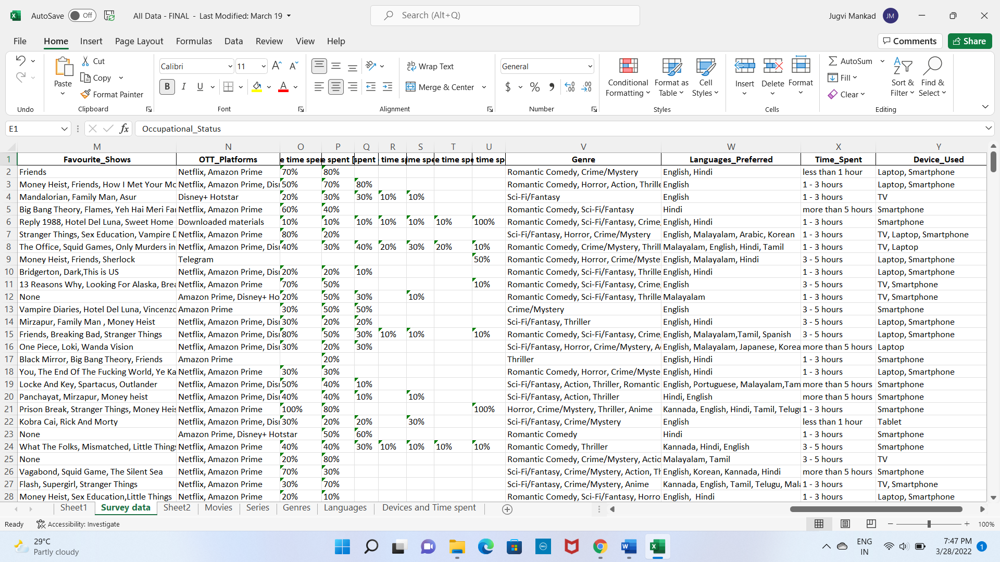 AutoSave Off All Data - FINAL - Last Modified: March 19 Search (Alt+Q) Jugvi Mankad JM
File Home Insert Page Layout Formulas Data Review View Help Comments Share
Paste Cut Copy Format Painter
Calibri 11 B I U A
ab Wrap Text Merge & Center
General $ % 9 .00
Conditional Formatting Format as Table Cell Styles
Insert Delete Format
AutoSum Fill Clear Sort & Filter Find & Select
Undo Clipboard Font Alignment Number Styles Cells Editing
E1 fx Occupational_Status
M N O P Q R S T U V W X Y
1 Favourite_Shows OTT_Platforms e time spe e spent [ spent time s me spe e time spe time sp Genre Languages_Preferred Time_Spent Device_Used
2 Friends Netflix, Amazon Prime 70% 80% Romantic Comedy, Crime/Mystery English, Hindi less than 1 hour Laptop, Smartphone
3 Money Heist, Friends, How I Met Your Mo Netflix, Amazon Prime, Dis 50% 70% 80% Romantic Comedy, Horror, Action, Thrille English 1 - 3 hours Laptop, Smartphone
4 Mandalorian, Family Man, Asur Disney+ Hotstar 20% 30% 30% 10% 10% Sci-Fi/Fantasy English 1 - 3 hours TV
5 Big Bang Theory, Flames, Yeh Hai Meri Fa Netflix, Amazon Prime 60% 40% Romantic Comedy, Sci-Fi/Fantasy Hindi more than 5 hours Smartphone
6 Reply 1988, Hotel Del Luna, Sweet Home Downloaded materials 10% 10% 10% 10% 10% 10% 100% Romantic Comedy, Sci-Fi/Fantasy, Crime, English, Hindi 1 - 3 hours Smartphone
7 Stranger Things, Sex Education, Vampire D Netflix, Amazon Prime 80% 20% Sci-Fi/Fantasy, Horror, Crime/Mystery English, Malayalam, Arabic, Korean 1 - 3 hours TV, Laptop, Smartphone
8 The Office, Squid Games, Only Murders in Netflix, Amazon Prime, Dis 40% 30% 40% 20% 30% 20% 10% Romantic Comedy, Crime/Mystery, Thrill Malayalam, English, Hindi, Tamil 1 - 3 hours TV, Laptop
9 Money Heist, Friends, Sherlock Telegram 50% Romantic Comedy, Horror, Crime/Myste English, Malayalam, Hindi 3 - 5 hours Laptop, Smartphone
10 Bridgerton, Dark,This is US Netflix, Amazon Prime, Dis 20% 20% 10% Romantic Comedy, Sci-Fi/Fantasy, Thrille English, Hindi 1 - 3 hours Laptop, Smartphone
11 13 Reasons Why, Looking For Alaska, Brea Netflix, Amazon Prime 70% 50% 10% Romantic Comedy, Sci-Fi/Fantasy, Crime, English 3 - 5 hours TV, Smartphone
12 None Amazon Prime, Disney+ Ho 20% 50% 30% 10% Romantic Comedy, Sci-Fi/Fantasy, Thrille Malayalam 1 - 3 hours TV, Smartphone
13 Vampire Diaries, Hotel Del Luna, Vincenzo Amazon Prime 30% 50% 50% Crime/Mystery English 3 - 5 hours Smartphone
14 Mirzapur, Family Man , Money Heist Netflix, Amazon Prime, Dis 30% 20% 20% Sci-Fi/Fantasy, Thriller English, Hindi 3 - 5 hours Laptop, Smartphone
15 Friends, Breaking Bad, Stranger Things Netflix, Amazon Prime, Dis 80% 50% 30% 10% 10% 10% Romantic Comedy, Sci-Fi/Fantasy, Crime, English, Malayalam,Tamil, Spanish 3 - 5 hours Laptop, Smartphone
16 One Piece, Loki, Wanda Vision Netflix, Amazon Prime, Dis 30% 20% 30% Sci-Fi/Fantasy, Horror, Crime/Mystery, A English, Malayalam, Japanese, Korea more than 5 hours Laptop
17 Black Mirror, Big Bang Theory, Friends Amazon Prime 20% Thriller English, Hindi 1 - 3 hours Smartphone
18 You, The End Of The Fucking World, Ye Ka Netflix, Amazon Prime 30% 30% Romantic Comedy, Horror, Crime/Myste English, Hindi 1 - 3 hours Laptop, Smartphone
19 Locke And Key, Spartacus, Outlander Netflix, Amazon Prime, Dis 50% 40% 10% Sci-Fi/Fantasy, Action, Thriller, Romantic English, Portuguese, Malayalam,Tam more than 5 hours Smartphone
20 Panchayat, Mirzapur, Money heist Netflix, Amazon Prime, Dis 40% 40% 10% 10% Sci-Fi/Fantasy, Action, Thriller Hindi, English more than 5 hours Smartphone
21 Prison Break, Stranger Things, Money Heis Netflix, Amazon Prime 100% 80% 100% Horror, Crime/Mystery, Thriller, Anime Kannada, English, Hindi, Tamil, Telugu 1 - 3 hours Smartphone
22 Kobra Cai, Rick And Morty Netflix, Amazon Prime, Dis 30% 20% 20% 30% Sci-Fi/Fantasy, Crime/Mystery English less than 1 hour Tablet
23 None Amazon Prime, Disney+ Hotstar 50% 60% Romantic Comedy Hindi 1 - 3 hours Smartphone
24 What The Folks, Mismatched, Little Things Netflix, Amazon Prime 40% 40% 30% 10% 10% 10% 10% Romantic Comedy, Thriller Kannada, Hindi, English 3 - 5 hours Smartphone
25 None Netflix, Amazon Prime 20% 80% Romantic Comedy, Crime/Mystery, Actio Malayalam, Tamil 3 - 5 hours TV
26 Vagabond, Squid Game, The Silent Sea Netflix, Amazon Prime 70% 30% Sci-Fi/Fantasy, Crime/Mystery, Action, Th English, Korean, Kannada, Hindi more than 5 hours Smartphone
27 Flash, Supergirl, Stranger Things Netflix, Amazon Prime 30% 70% Sci-Fi/Fantasy, Crime/Mystery, Anime Kannada, English, Tamil, Telugu, Mala 1 - 3 hours TV, Smartphone
28 Money Heist, Sex Education,Little Things Netflix, Amazon Prime 20% 10% Romantic Comedy, Sci-Fi/Fantasy, Horro English, Hindi 1 - 3 hours Laptop, Smartphone
Sheet1 Survey data Sheet2 Movies Series Genres Languages Devices and Time spent
Ready Accessibility: Investigate 100%
29°C ENG 7:47 PM
Partly cloudy IN 3/28/2022 1